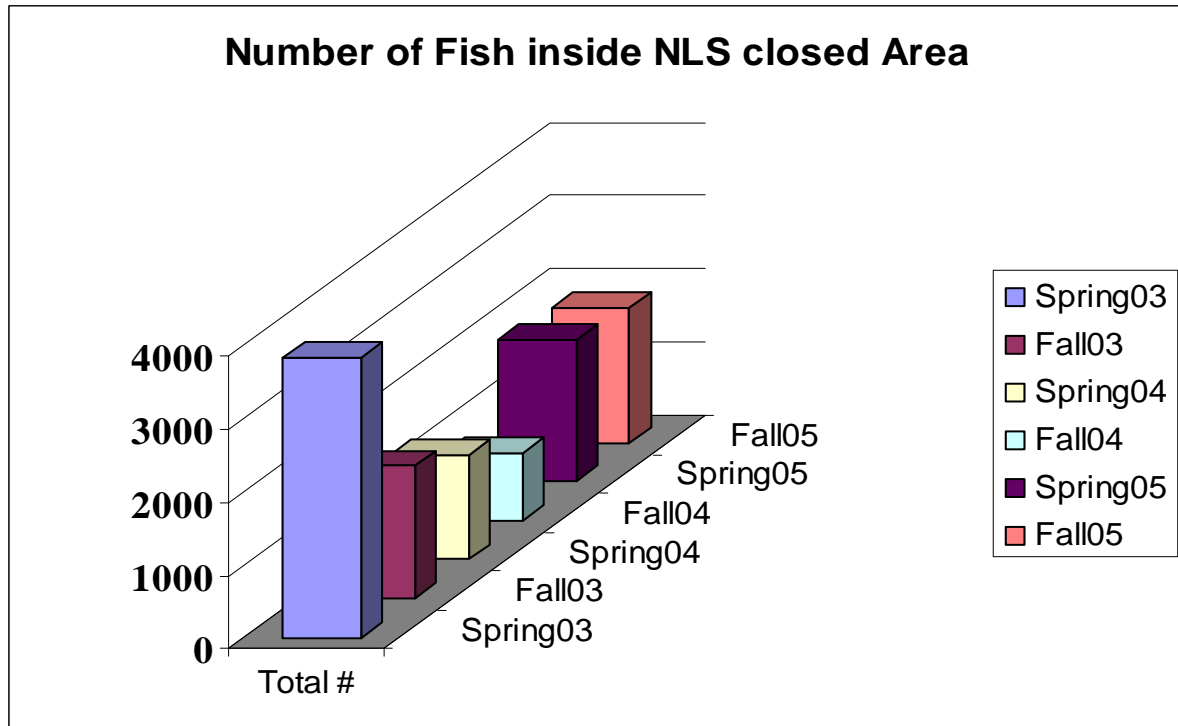 Number of Fish inside NLS closed Area
4000
3000
2000
1000
0
Total #
Fall05
Spring05
Fall04
Spring04
Fall03
Spring03
Spring03
Fall03
Spring04
Fall04
Spring05
Fall05